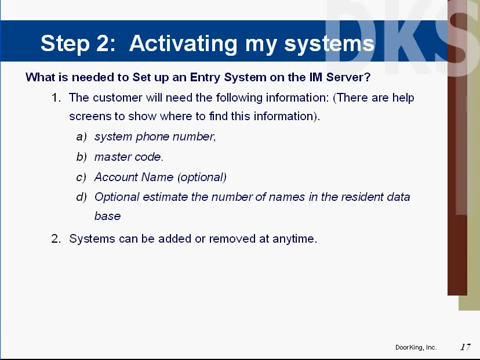 DKS
Step 2: Activating my systems
What is needed to Set up an Entry System on the IM Server?
1. The customer will need the following information: (There are help
screens to show where to find this information).
a) system phone number,
b) master code.
c) Account Name (optional)
d) Optional estimate the number of names in the resident data
base
2. Systems can be added or removed at anytime.
DoorKing, Inc. 17